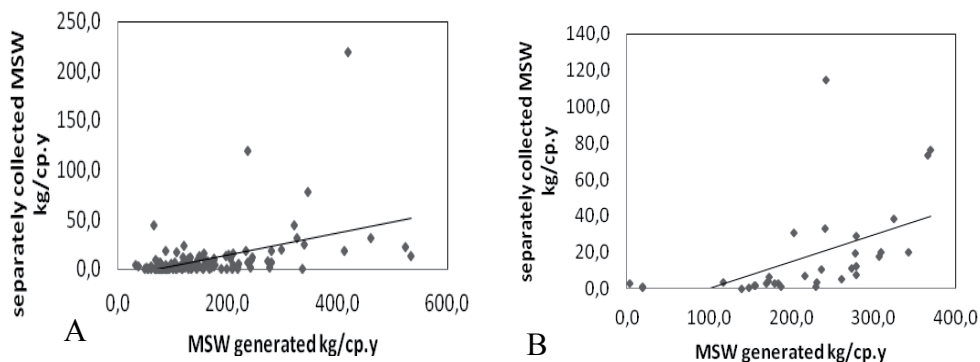 250,0
200,0
150,0
100,0
50,0
0,0
separately collected MSW
kg/cp.y
0,0 200,0 400,0 600,0
MSW generated kg/cp.y
A
140,0
120,0
100,0
80,0
60,0
40,0
20,0
0,0
separately collected MSW
kg/cp.y
0,0 100,0 200,0 300,0 400,0
MSW generated kg/cp.y
B